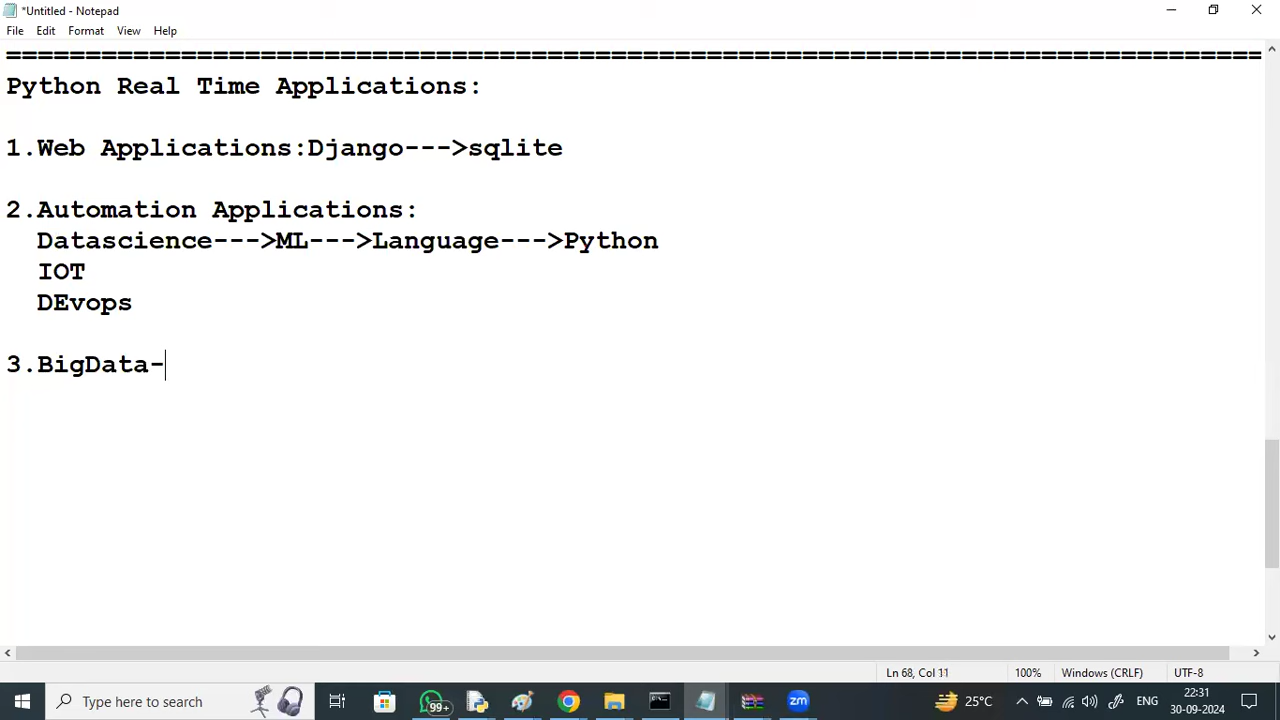 *Untitled - Notepad
File Edit Format View Help
================================================================================
Python Real Time Applications:
1.Web Applications:Django--->sqlite
2.Automation Applications:
Datascience--->ML--->Language--->Python
IOT
DEvops
3.BigData-
Ln 68, Col 11 100% Windows (CRLF) UTF-8
Type here to search 99+ zm 25°C ENG 22:31
30-09-2024